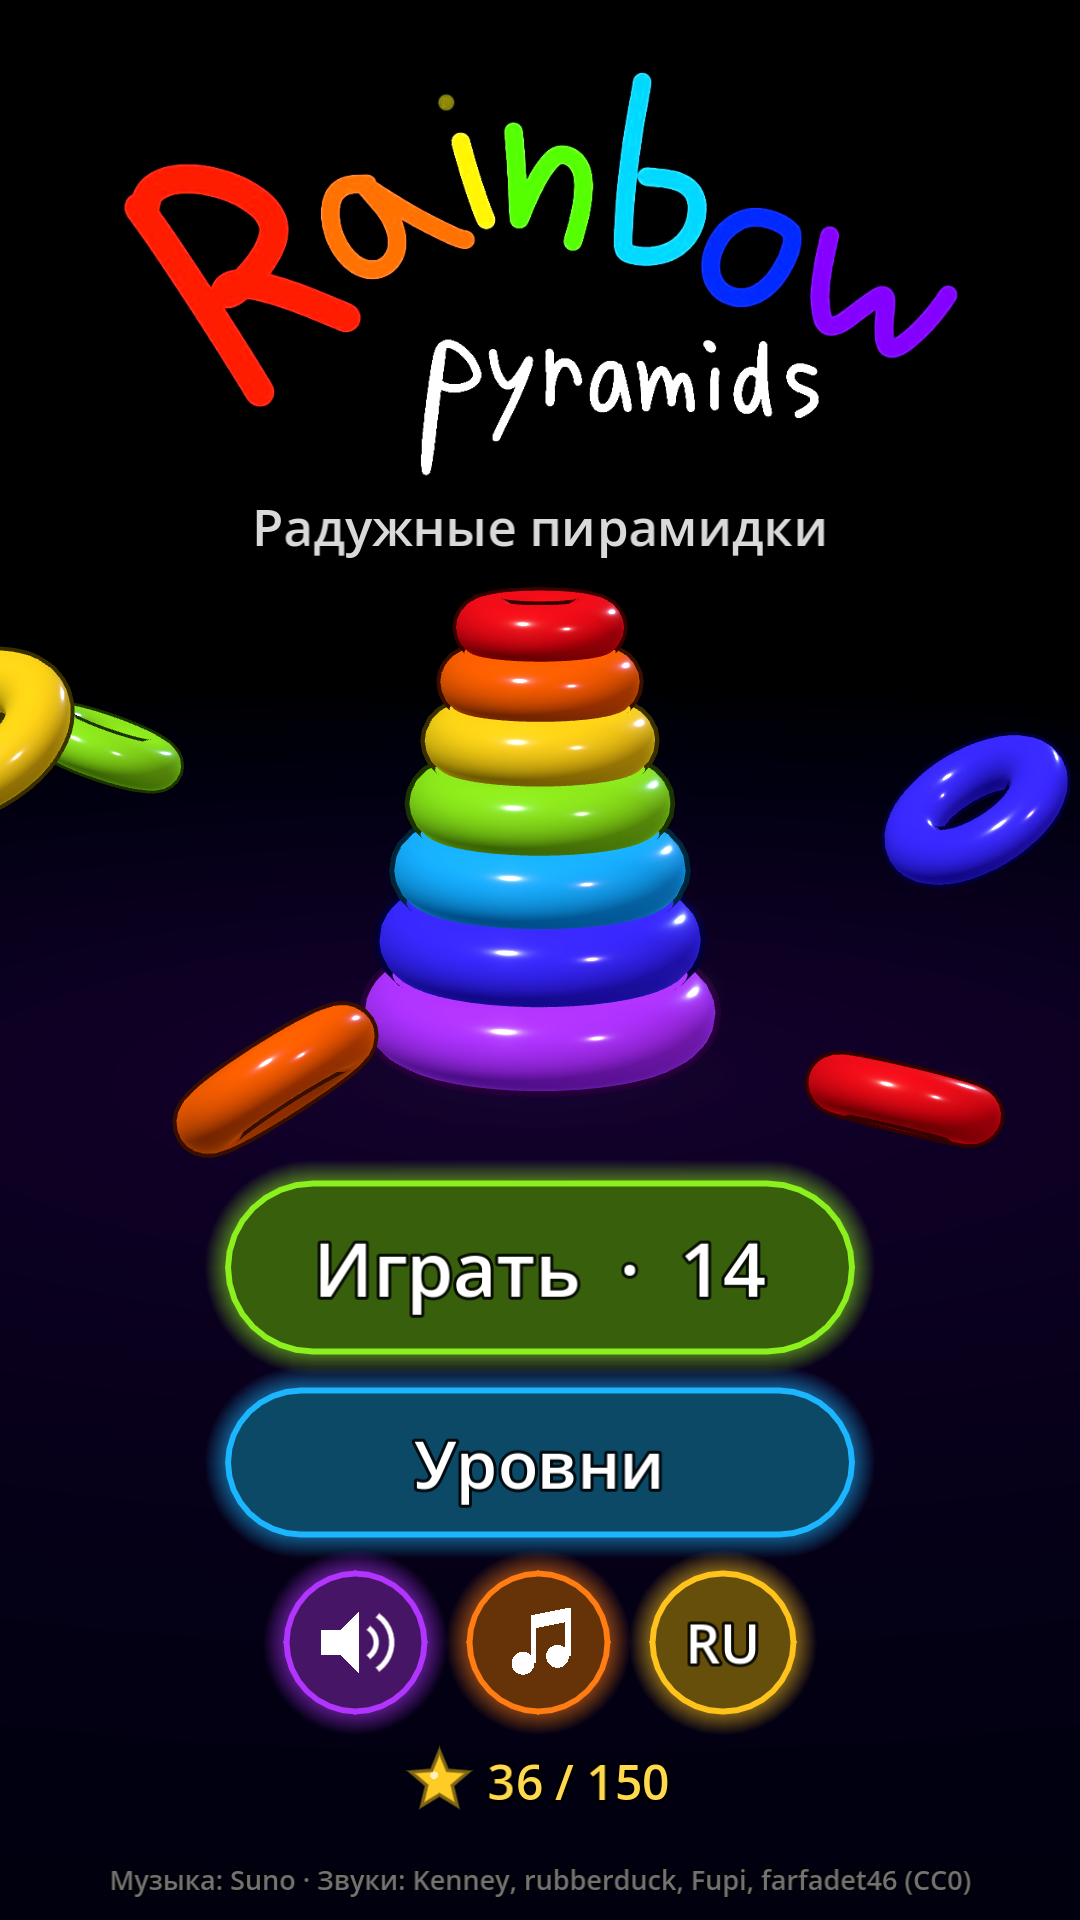 Rainbow
pyramids
Радужные пирамидки
Играть · 14
Уровни
RU
36 / 150
Музыка: Suno · Звуки: Kenney, rubberduck, Fupi, farfadet46 (CC0)